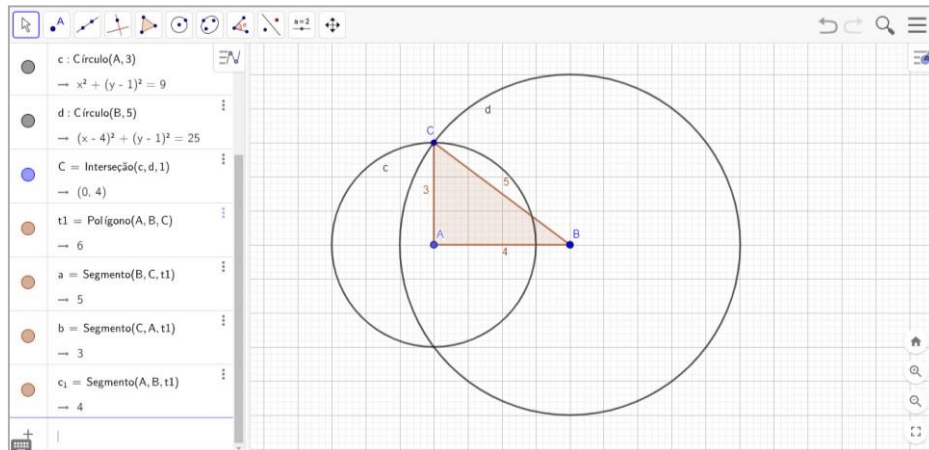 A
a=2
c : Círculo(A, 3)
→ x² + (y - 1)² = 9
d : Círculo(B, 5)
→ (x - 4)² + (y - 1)² = 25
C = Interseção(c, d, 1)
→ (0, 4)
t1 = Polígono(A, B, C)
→ 6
a = Segmento(B, C, t1)
→ 5
b = Segmento(C, A, t1)
→ 3
c₁ = Segmento(A, B, t1)
→ 4
d
C
c
5
3
A
B
4